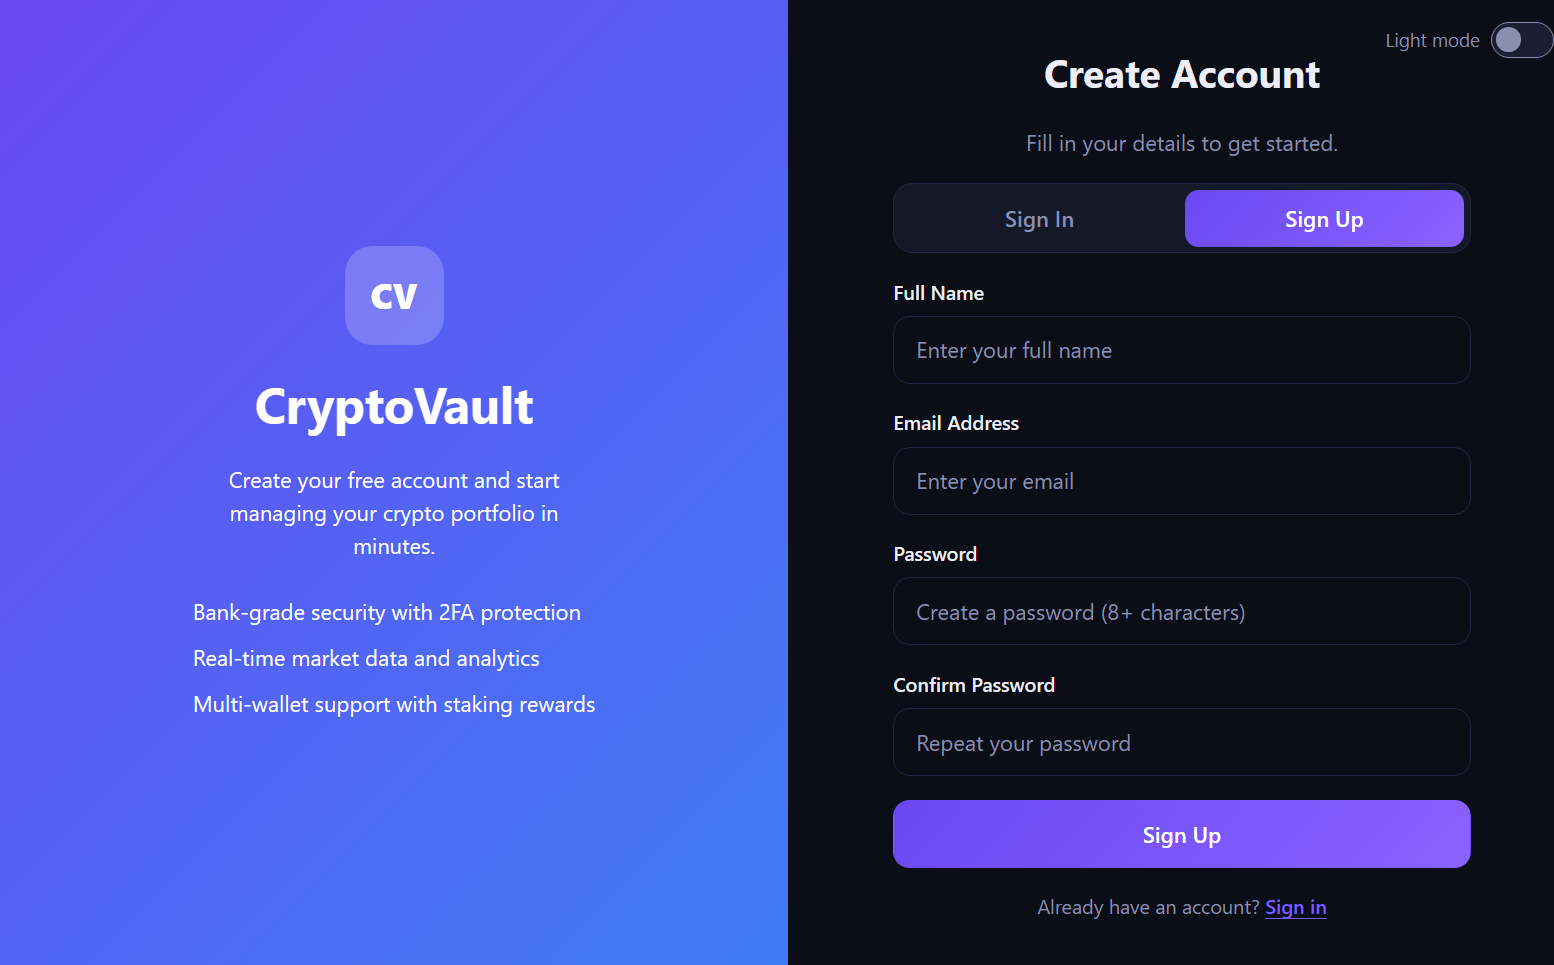 cv
CryptoVault
Create your free account and start
managing your crypto portfolio in
minutes.
Bank-grade security with 2FA protection
Real-time market data and analytics
Multi-wallet support with staking rewards
Light mode
Create Account
Fill in your details to get started.
Sign In
Sign Up
Full Name
Enter your full name
Email Address
Enter your email
Password
Create a password (8+ characters)
Confirm Password
Repeat your password
Sign Up
Already have an account? Sign in